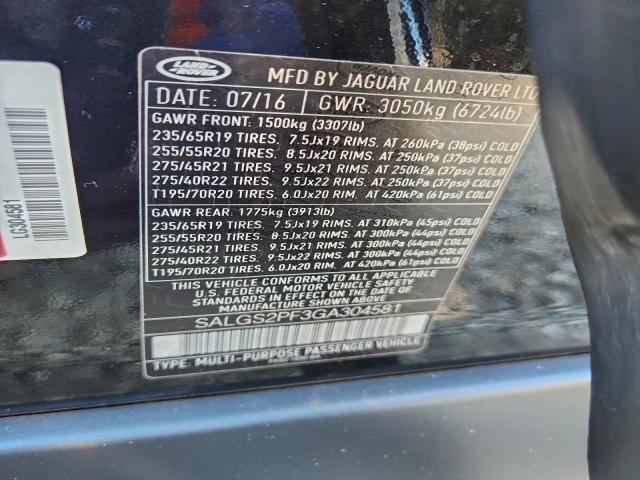 LAND ROVER
MFD BY JAGUAR LAND ROVER LTD
DATE: 07/16 GWR: 3050kg (6724lb)
GAWR FRONT: 1500kg (3307lb)
235/65R19 TIRES. 7.5Jx19 RIMS. AT 260kPa (38psi) COLD
255/55R20 TIRES. 8.5Jx20 RIMS. AT 250kPa (37psi) COLD
275/45R21 TIRES. 9.5Jx21 RIMS. AT 250kPa (37psi) COLD
275/40R22 TIRES. 9.5Jx22 RIMS. AT 250kPa (37psi) COLD
T195/70R20 TIRES. 6.0Jx20 RIM. AT 420kPa (61psi) COLD
GAWR REAR: 1775kg (3913lb)
235/65R19 TIRES. 7.5Jx19 RIMS. AT 310kPa (45psi) COLD
255/55R20 TIRES. 8.5Jx20 RIMS. AT 300kPa (44psi) COLD
275/45R21 TIRES. 9.5Jx21 RIMS. AT 300kPa (44psi) COLD
275/40R22 TIRES. 9.5Jx22 RIMS. AT 300kPa (44psi) COLD
T195/70R20 TIRES. 6.0Jx20 RIM. AT 420kPa (61psi) COLD
THIS VEHICLE CONFORMS TO ALL APPLICABLE
U.S. FEDERAL MOTOR VEHICLE SAFETY
STANDARDS IN EFFECT ON THE DATE OF
MANUFACTURE SHOWN ABOVE.
SALGS2PF3GA304581
TYPE: MULTI-PURPOSE PASSENGER VEHICLE
LG304581